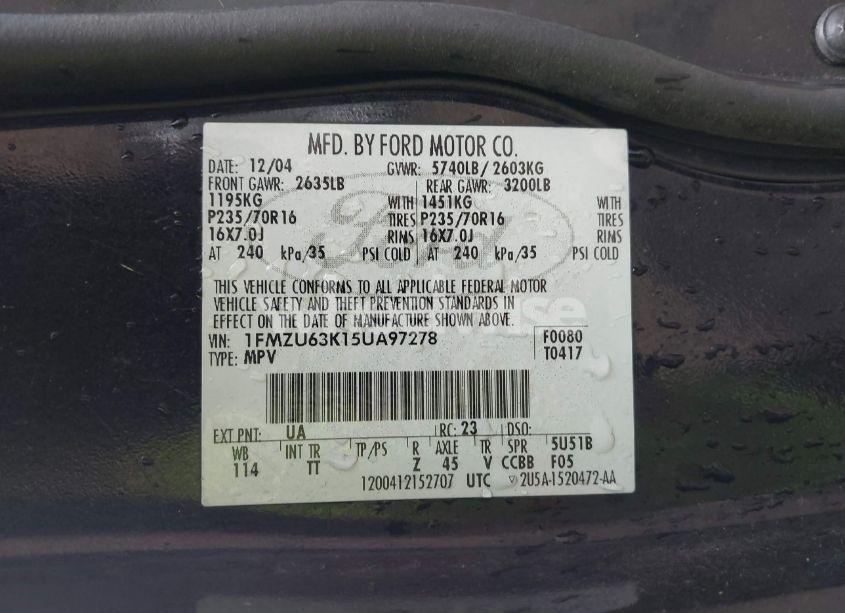 MFD. BY FORD MOTOR CO.
DATE: 12/04 GVWR: 5740LB/2603KG
FRONT GAWR: 2635LB REAR GAWR: 3200LB
1195KG WITH 1451KG WITH
P235/70R16 TIRES P235/70R16 TIRES
16X7.0J RIMS 16X7.0J RIMS
AT 240 kPa/35 PSI COLD AT 240 kPa/35 PSI COLD
Ford
THIS VEHICLE CONFORMS TO ALL APPLICABLE FEDERAL MOTOR
VEHICLE SAFETY AND THEFT PREVENTION STANDARDS IN
EFFECT ON THE DATE OF MANUFACTURE SHOWN ABOVE.
VIN: 1FMZU63K15UA97278 F0080
TYPE: MPV T0417
EXT PNT: UA RC: 23 DSO:
WB INT TR TP/PS R AXLE TR SPR 5U51B
114 TT Z 45 V CCBB F05
1200412152707 UTC 2U5A-1520472-AA